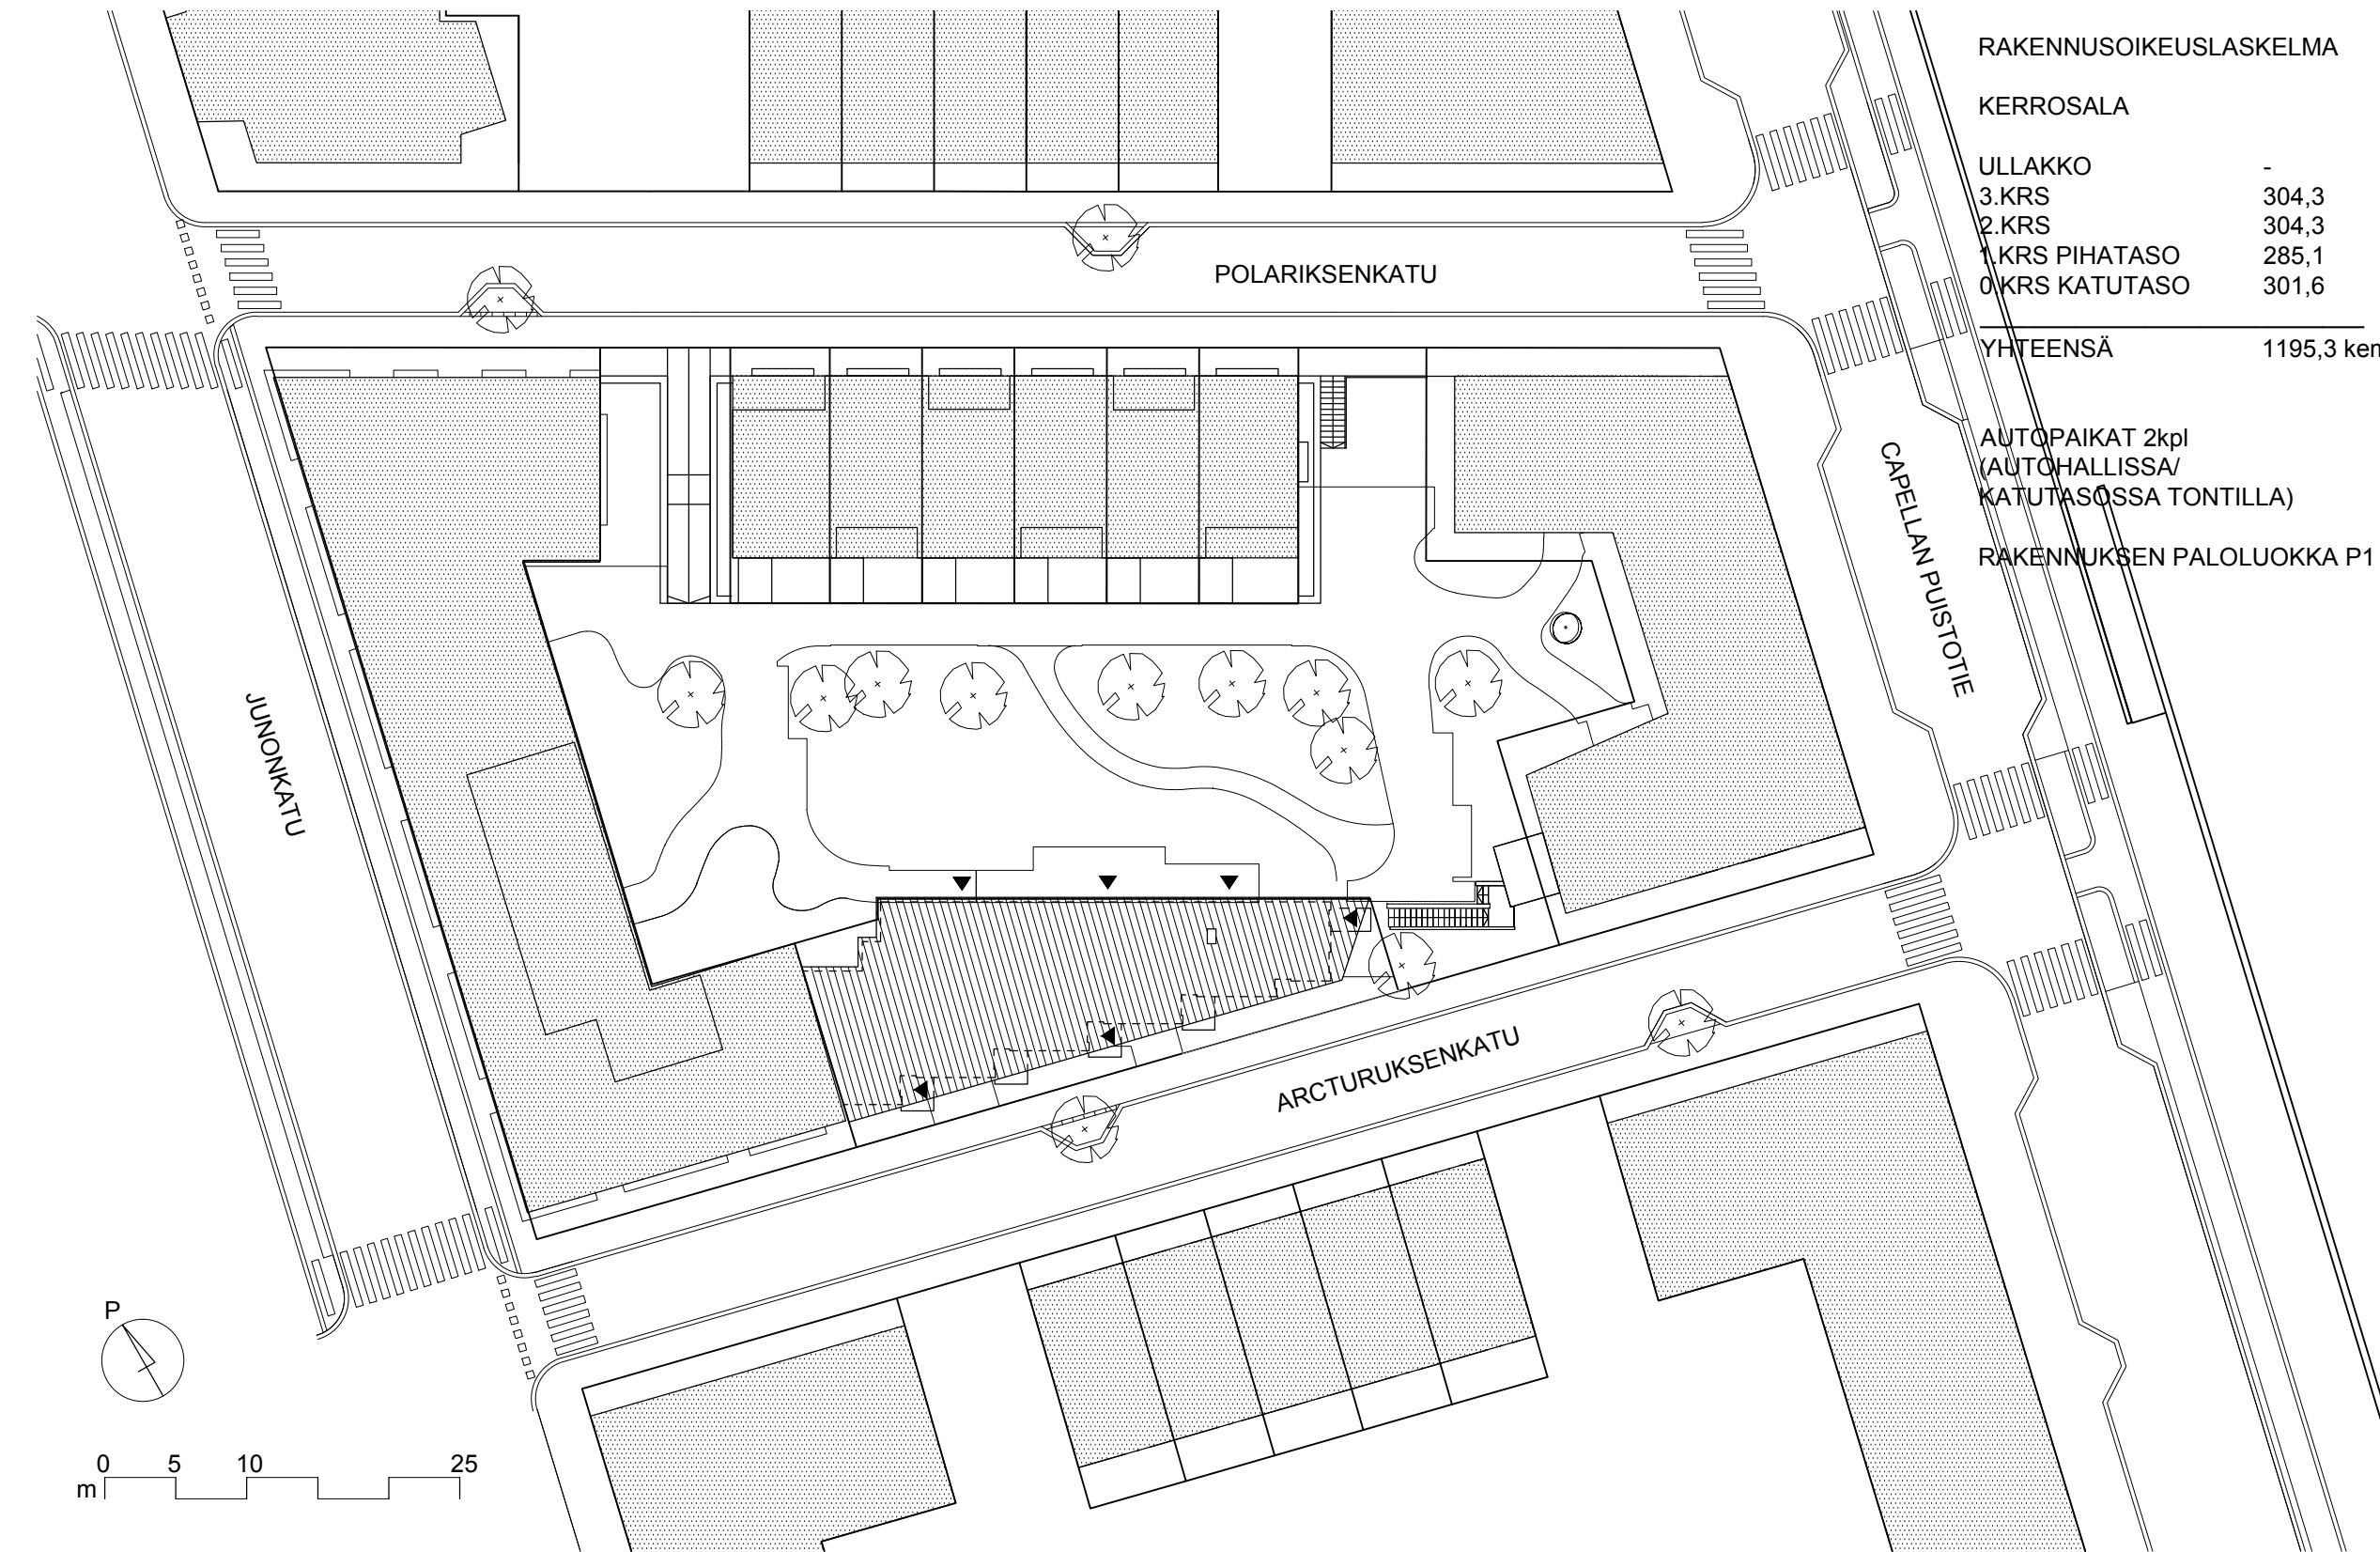 RAKENNUSOIKEUSLASKELMA
KERROSALA
ULLAKKO -
3.KRS 304,3
2.KRS 304,3
1.KRS PIHATASO 285,1
0.KRS KATUTASO 301,6
YHTEENSÄ 1195,3 kem
AUTOPAIKAT 2kpl
(AUTOHALLISSA/
KATUTASOSSA TONTILLA)
RAKENNUKSEN PALOLUOKKA P1
POLARIKSENKATU
CAPELLAN PUISTOTIE
JUNONKATU
ARCTURUKSENKATU
P
0 5 10 25
m